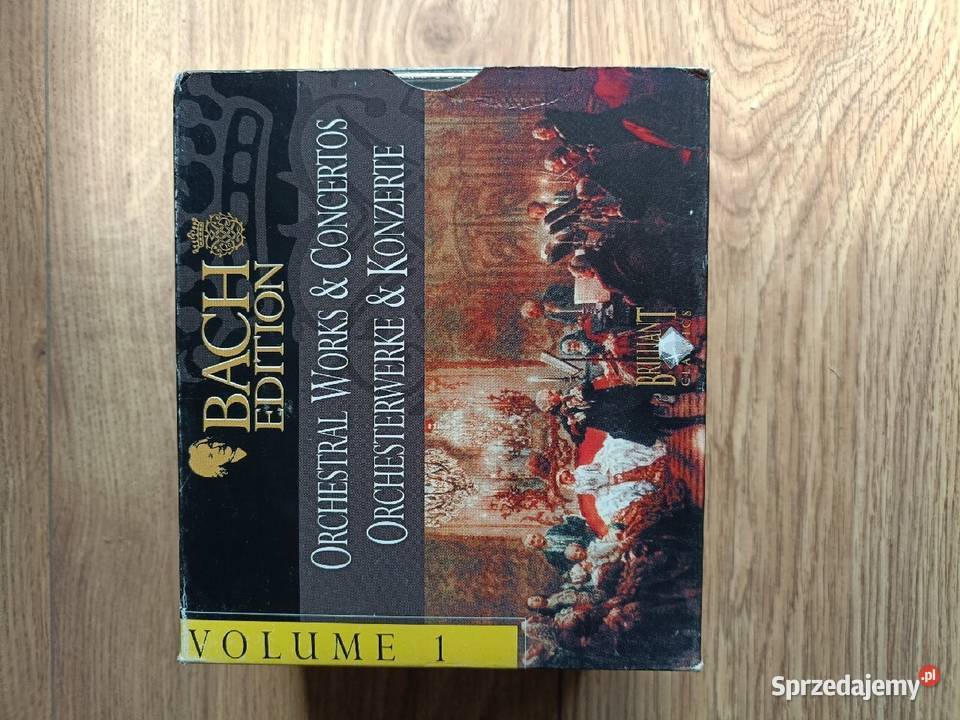 BACH
EDITION
ORCHESTRAL WORKS & CONCERTOS
ORCHESTERWERKE & KONZERTE
BRILLIANT
CLASSICS
VOLUME 1
Sprzedajemy.pl